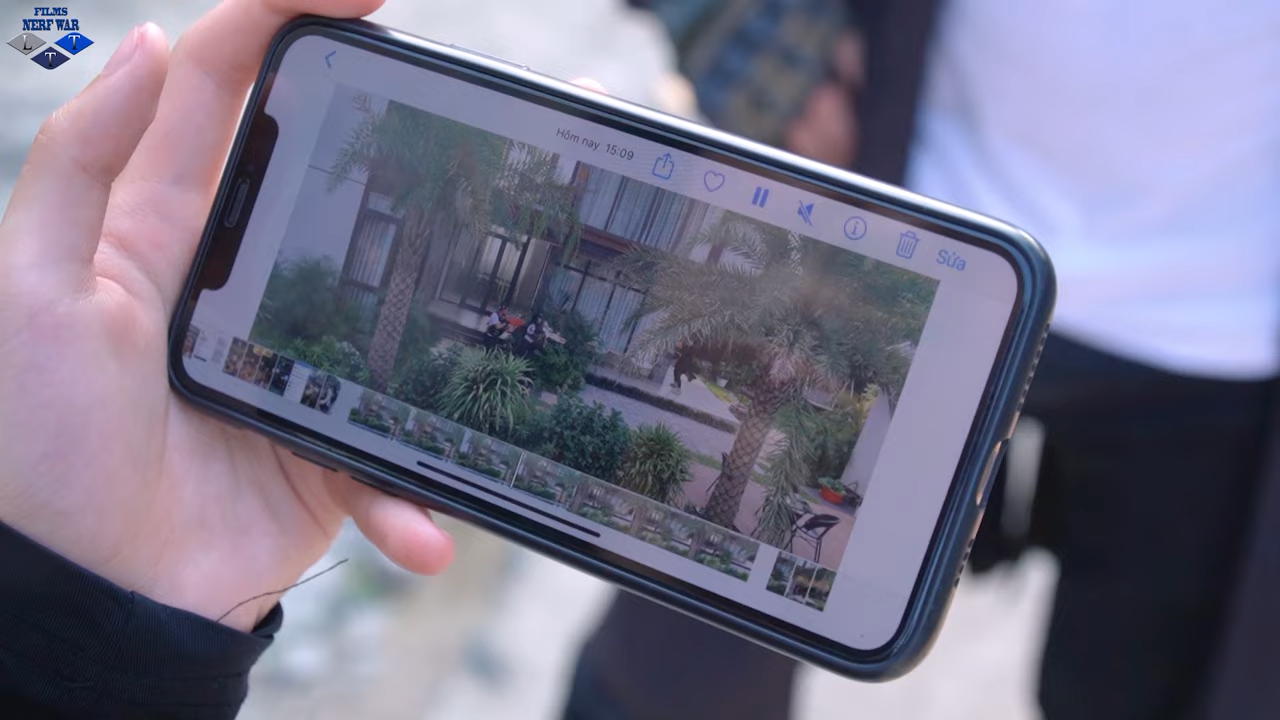 FILMS
NERF WAR
L T
T
Hôm nay 15:09
Sửa